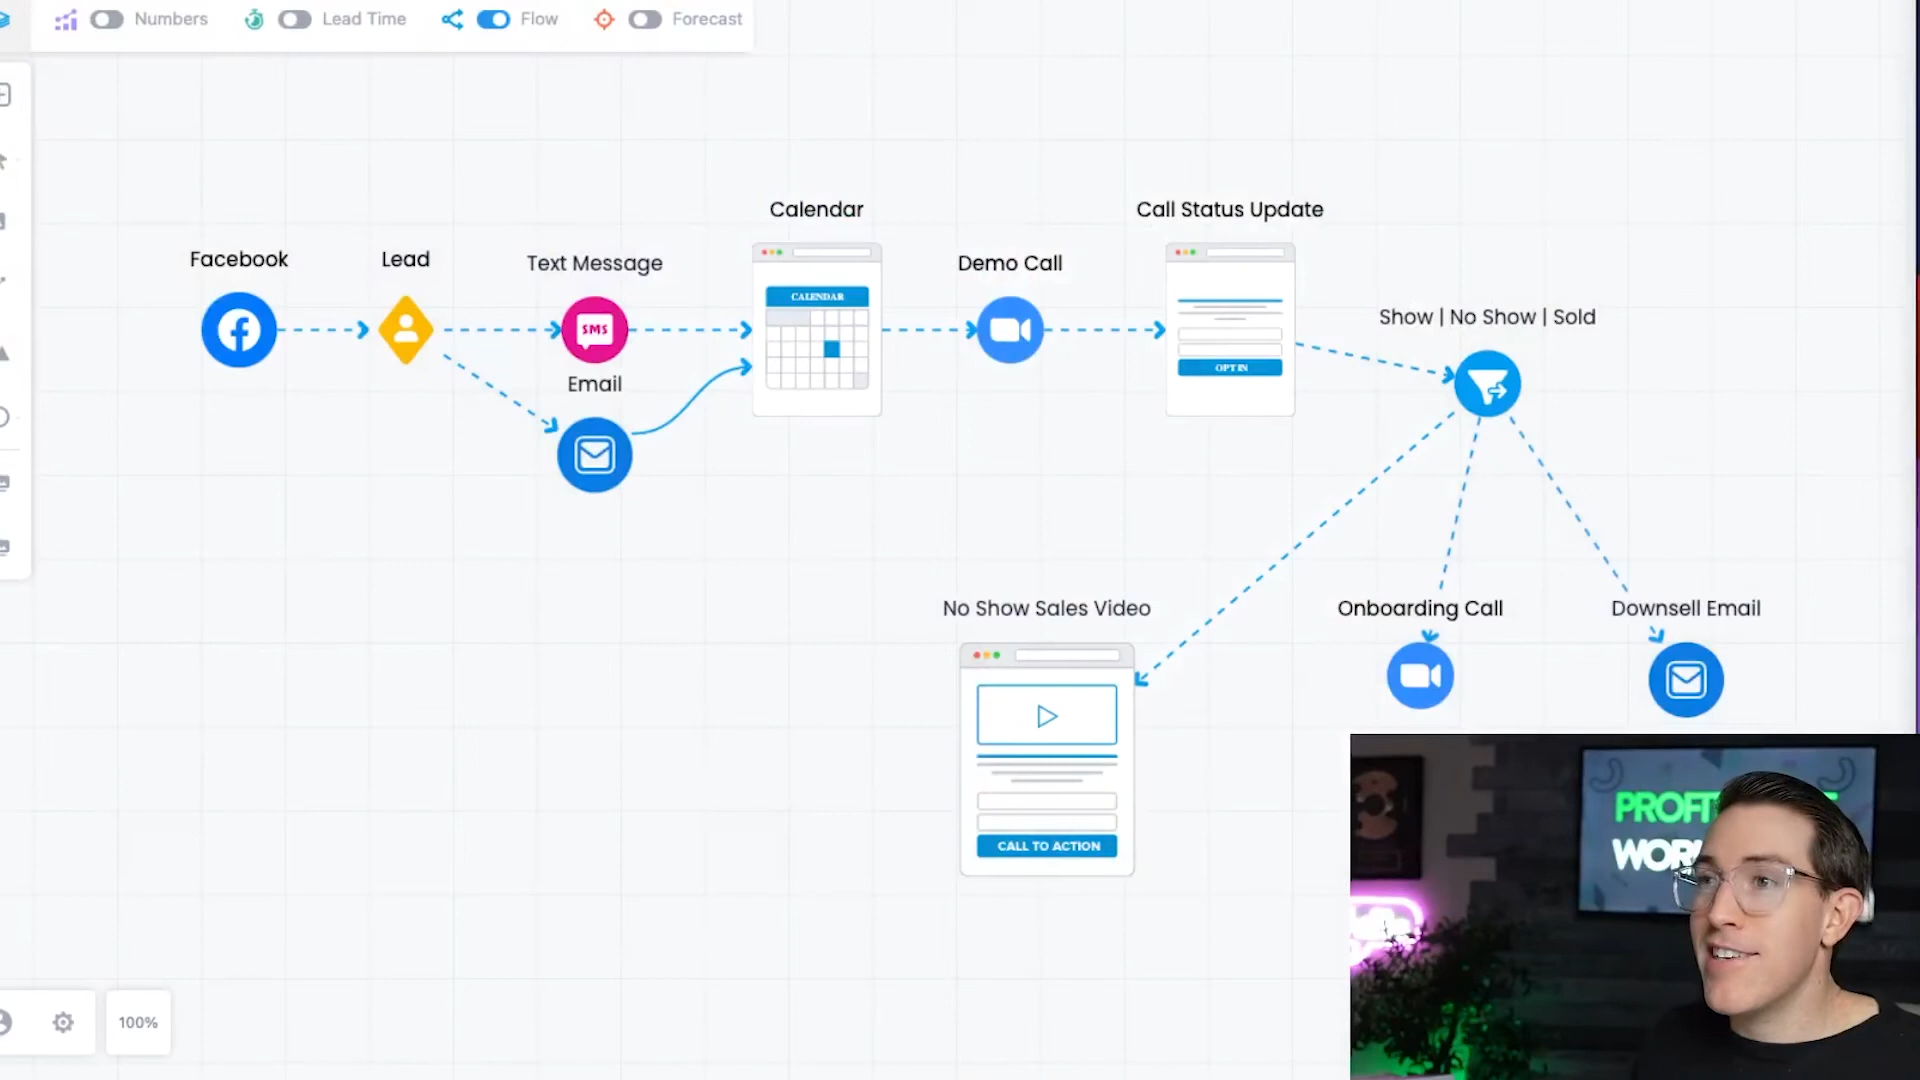 Numbers
Lead Time
Flow
Forecast
Calendar
Call Status Update
Facebook
Lead
Text Message
Demo Call
CALENDAR
SMS
Show | No Show | Sold
OPT IN
Email
No Show Sales Video
Onboarding Call
Downsell Email
CALL TO ACTION
100%